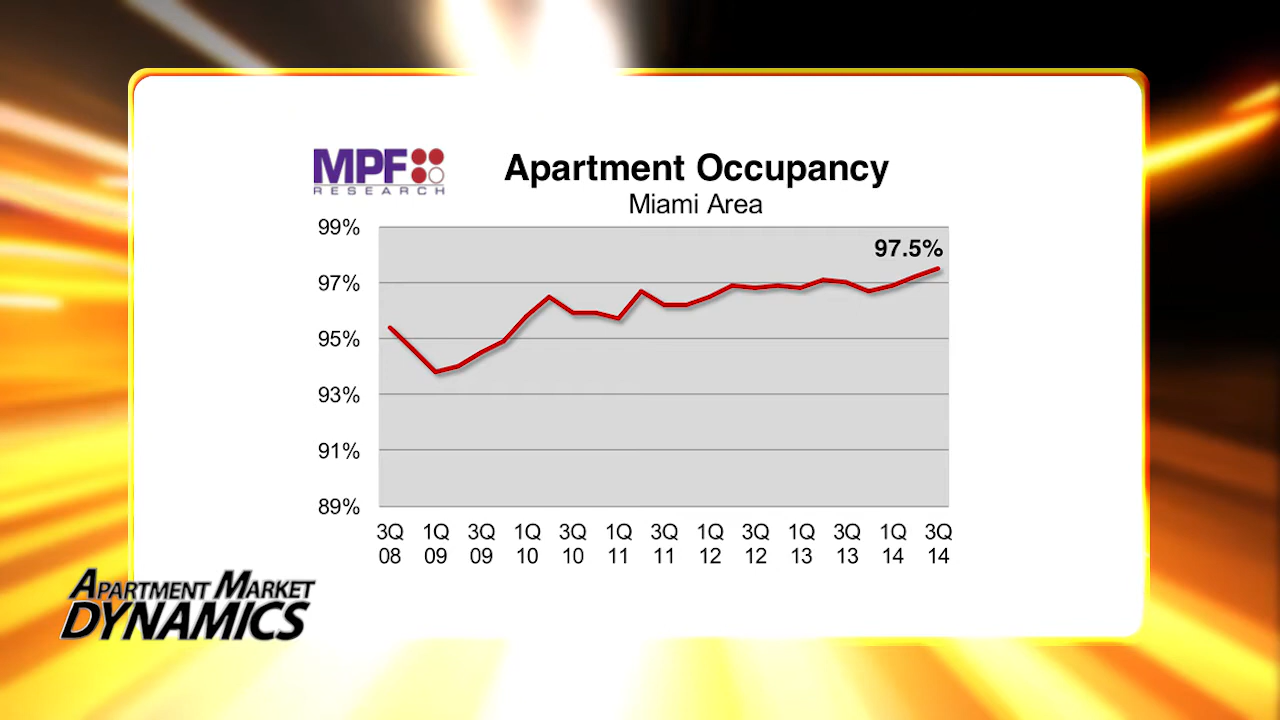 MPF
RESEARCH
Apartment Occupancy
Miami Area
99%
97.5%
97%
95%
93%
91%
89%
3Q 1Q 3Q 1Q 3Q 1Q 3Q 1Q 3Q 1Q 3Q 1Q 3Q
08 09 09 10 10 11 11 12 12 13 13 14 14
APARTMENT MARKET
DYNAMICS